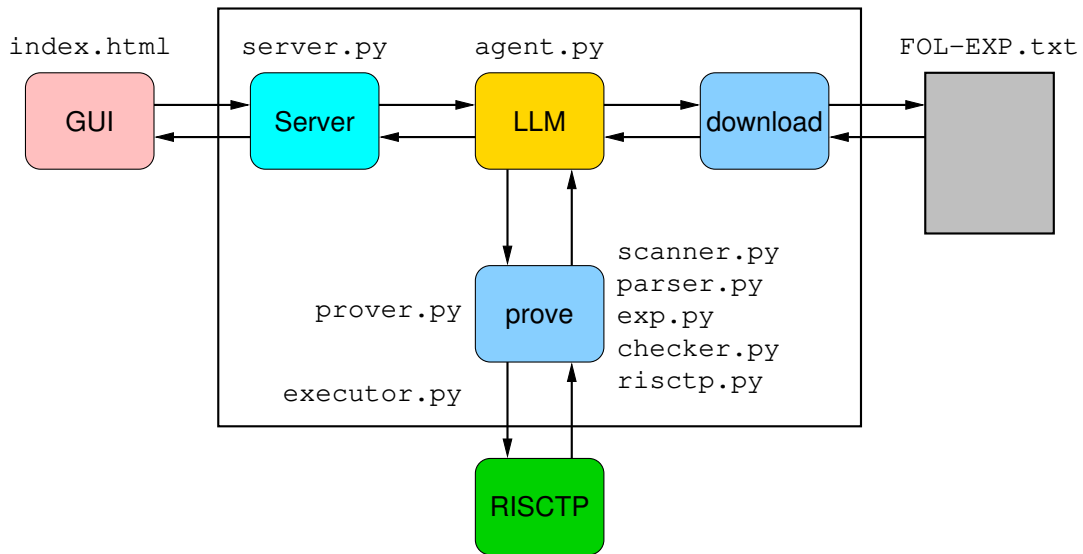 index.html
server.py
agent.py
FOL-EXP.txt
GUI
Server
LLM
download
scanner.py
parser.py
exp.py
checker.py
risctp.py
prover.py
prove
executor.py
RISCTP